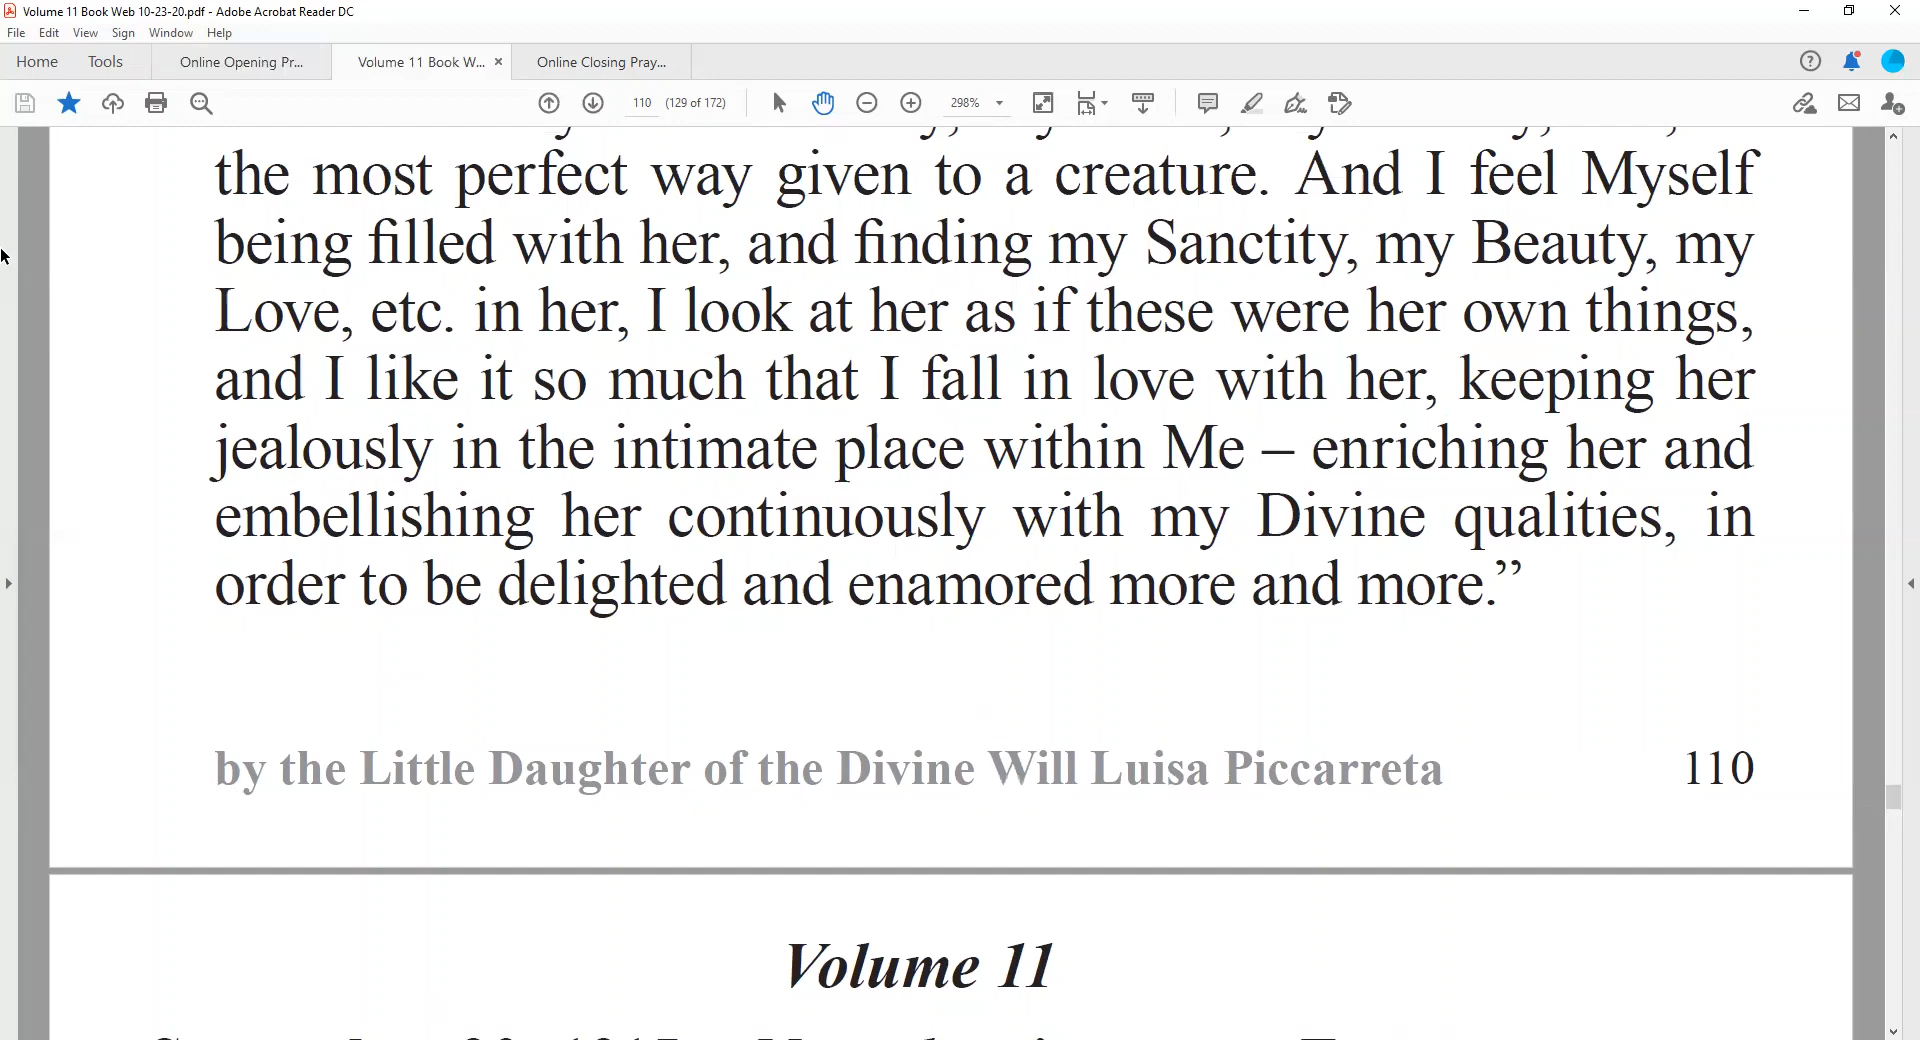 Volume 11 Book Web 10-23-20.pdf - Adobe Acrobat Reader DC
File Edit View Sign Window Help
Home Tools Online Opening Pr... Volume 11 Book W... × Online Closing Pray...
110 (129 of 172) 298%
the most perfect way given to a creature. And I feel Myself
being filled with her, and finding my Sanctity, my Beauty, my
Love, etc. in her, I look at her as if these were her own things,
and I like it so much that I fall in love with her, keeping her
jealously in the intimate place within Me – enriching her and
embellishing her continuously with my Divine qualities, in
order to be delighted and enamored more and more.”
by the Little Daughter of the Divine Will Luisa Piccarreta 110
Volume 11